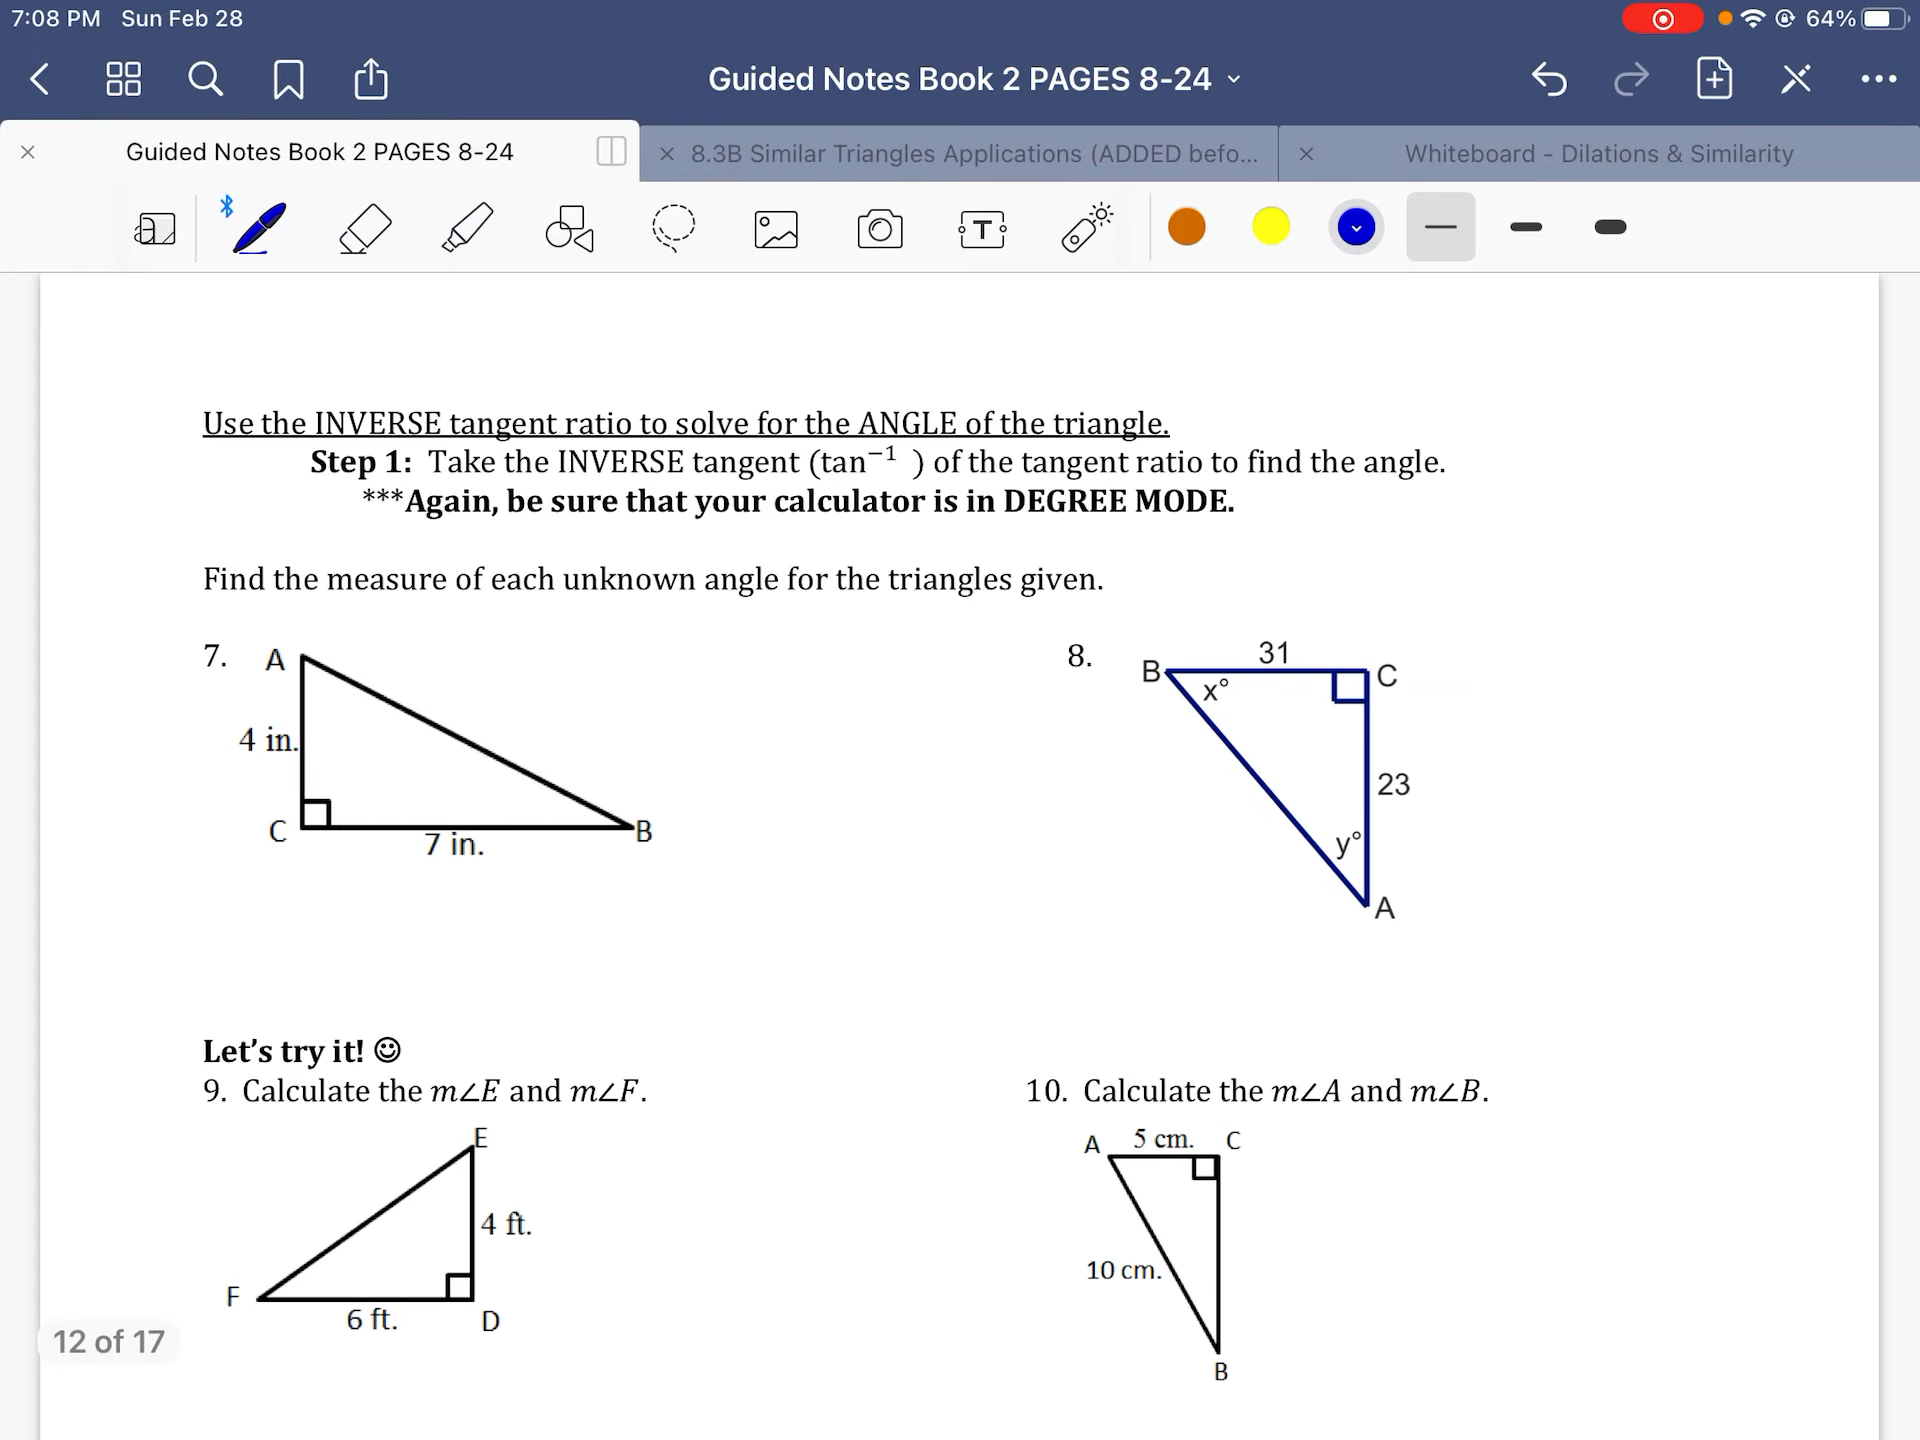 7:08 PM Sun Feb 28
64%
Guided Notes Book 2 PAGES 8-24
Guided Notes Book 2 PAGES 8-24
8.3B Similar Triangles Applications (ADDED befo...
Whiteboard - Dilations & Similarity
Use the INVERSE tangent ratio to solve for the ANGLE of the triangle.
Step 1: Take the INVERSE tangent (tan⁻¹ ) of the tangent ratio to find the angle.
***Again, be sure that your calculator is in DEGREE MODE.
Find the measure of each unknown angle for the triangles given.
7.
A
4 in.
C
7 in.
B
8.
31
B
C
x°
23
y°
A
Let's try it! ☺
9. Calculate the m∠E and m∠F.
E
4 ft.
F
6 ft.
D
10. Calculate the m∠A and m∠B.
A
5 cm.
C
10 cm.
B
12 of 17